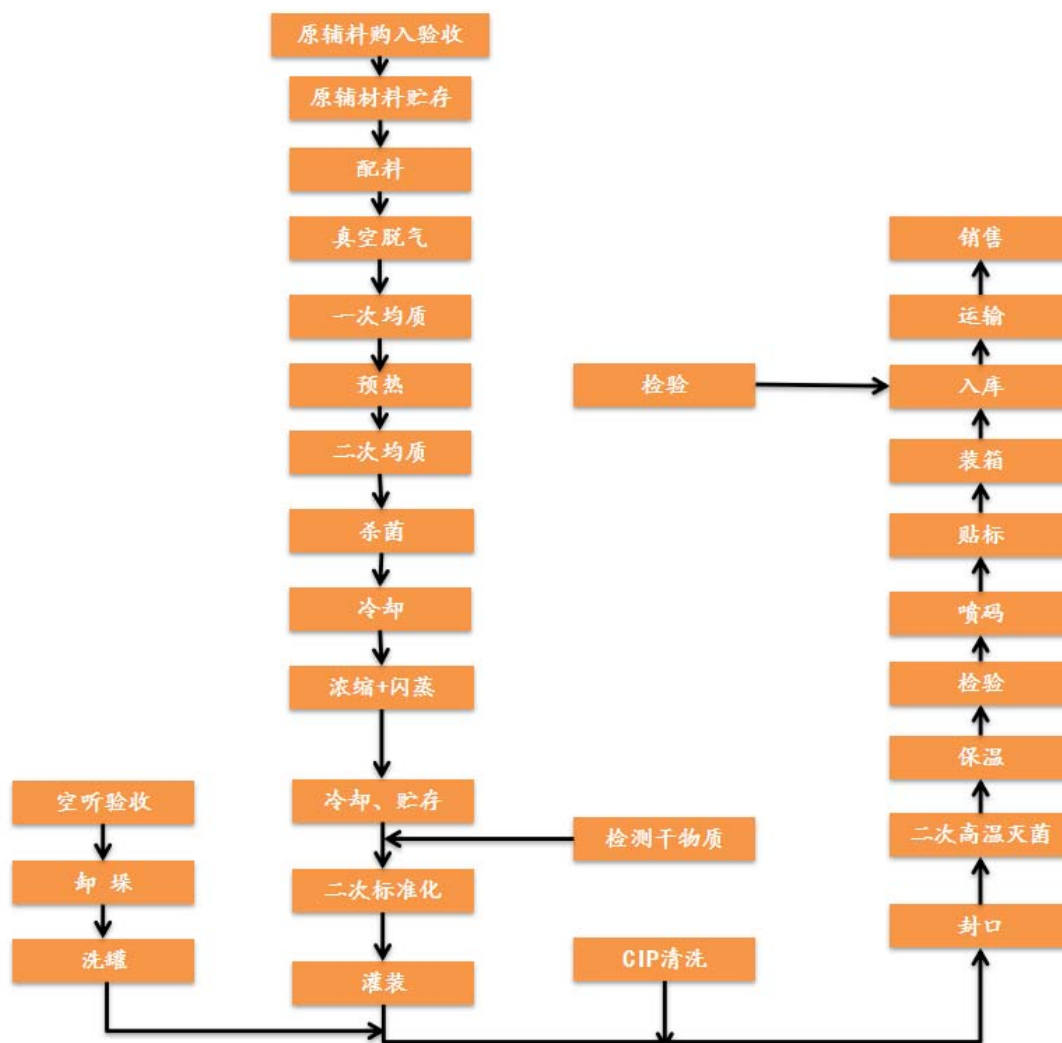 原辅料购入验收
原辅材料贮存
配料
真空脱气
一次均质
预热
二次均质
杀菌
冷却
浓缩+闪蒸
冷却、贮存
二次标准化
灌装
空听验收
卸 垛
洗罐
检测干物质
CIP清洗
检验
销售
运输
入库
装箱
贴标
喷码
检验
保温
二次高温灭菌
封口